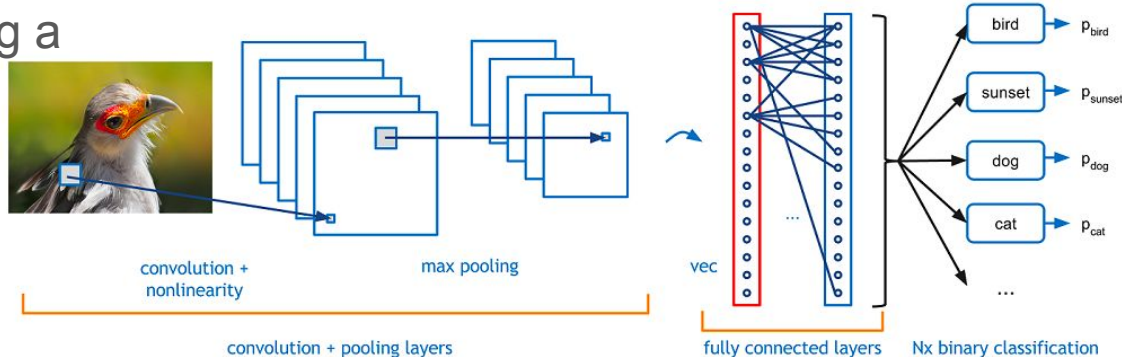 g a
bird
p_bird
sunset
p_sunset
dog
p_dog
cat
p_cat
...
...
convolution +
nonlinearity
max pooling
vec
convolution + pooling layers
fully connected layers
Nx binary classification